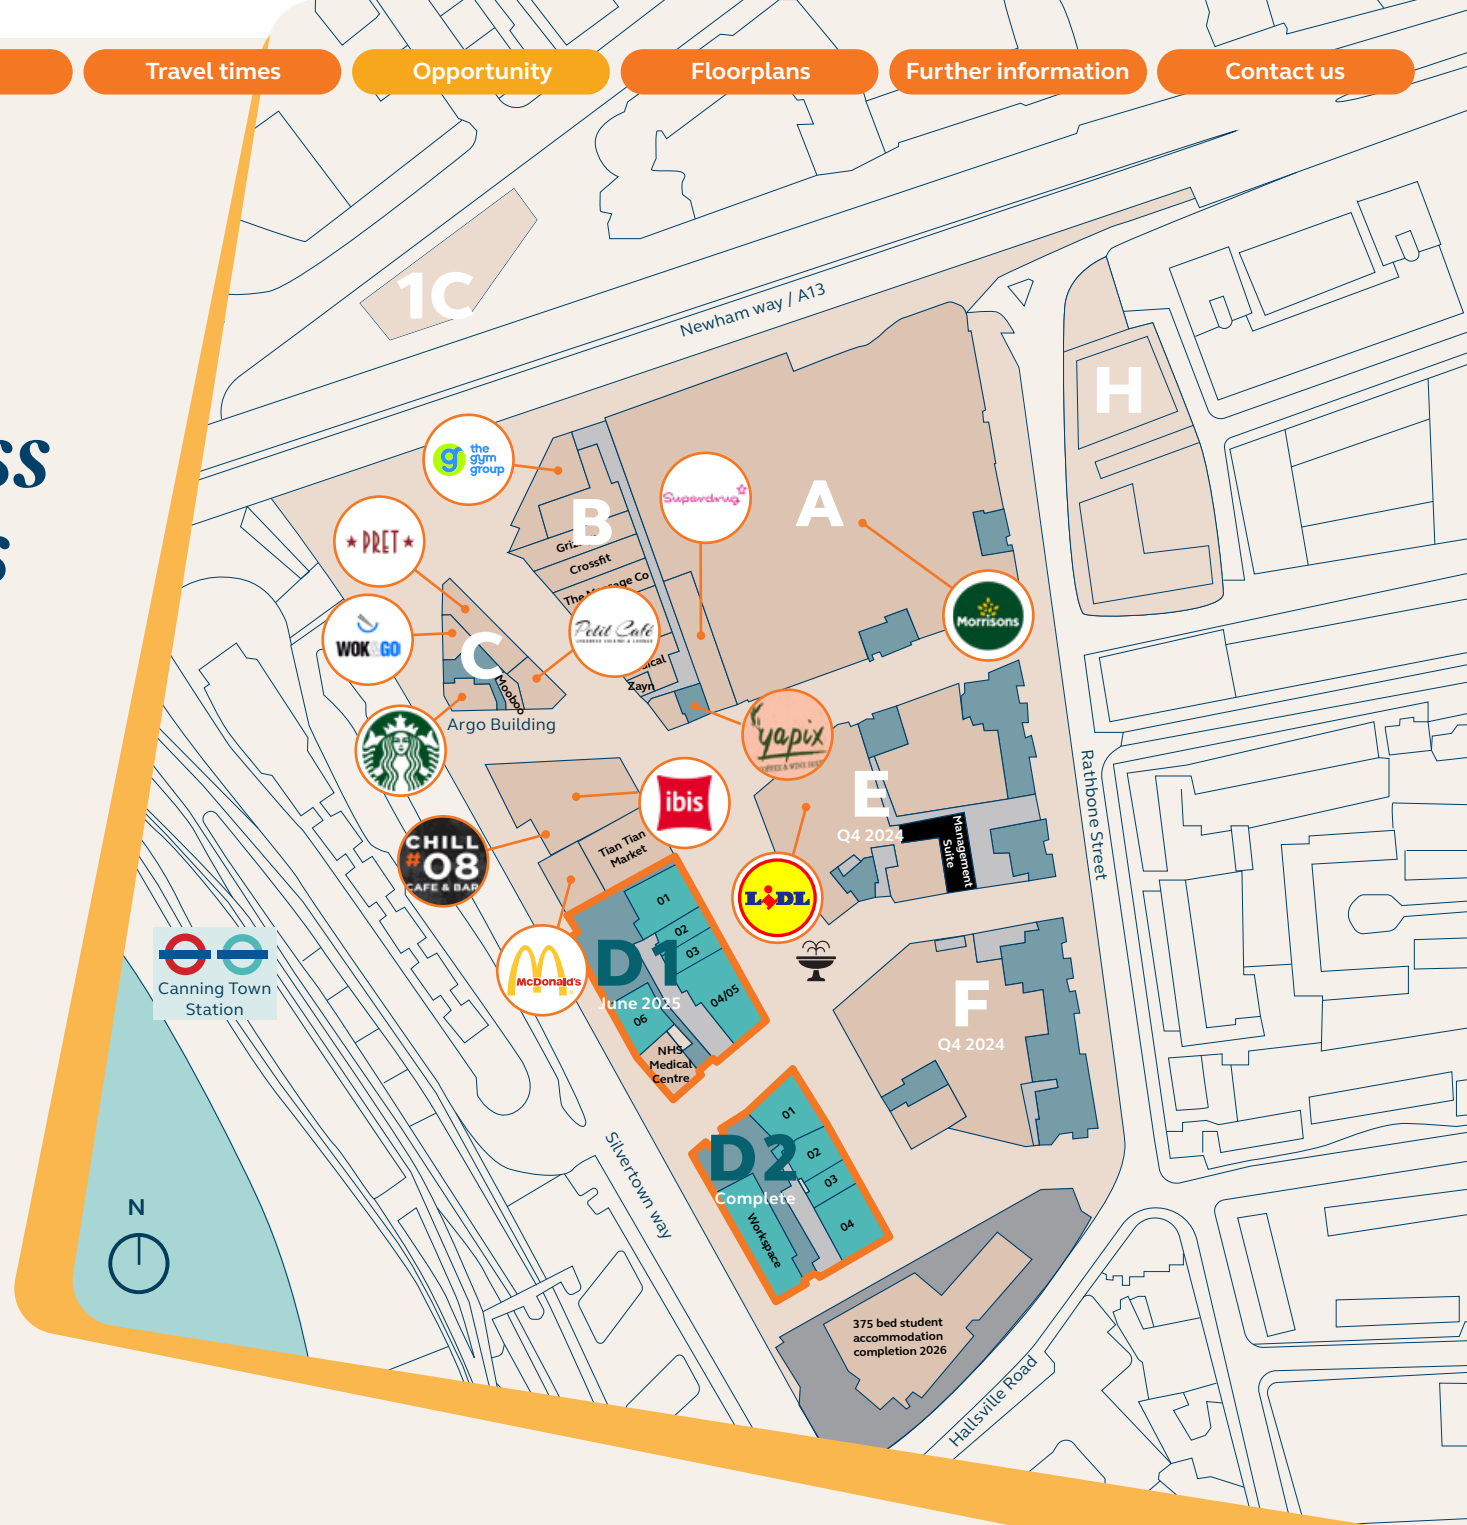 Travel times
Opportunity
Floorplans
Further information
Contact us
1C
Newham way / A13
H
ss
s
the
gym
group
B
Superdrug
A
PRET
Crossfit
Petit Café
Morrisons
WOK&GO
C
Zayn
Mooboo
Argo Building
yapix
COFFEE & WINE
ibis
E
Q4 2024
Management
Suite
Rathbone Street
CHILL
#08
CAFE & BAR
Tian Tian
Market
LIDL
01
02
03
04/05
D1
June 2025
06
NHS
Medical
Centre
McDonald's
Canning Town
Station
F
Q4 2024
D2
Complete
01
02
03
04
Workspace
Silvertown way
N
375 bed student
accommodation
completion 2026
Hallsville Road